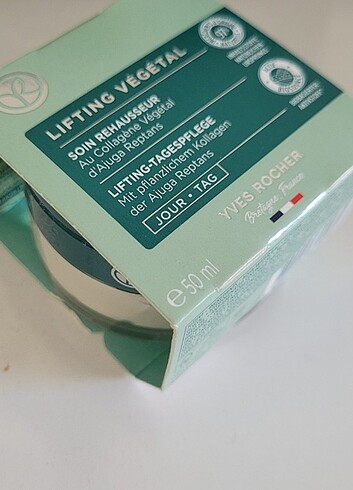 LIFTING VÉGÉTAL
SOIN REHAUSSEUR
Au Collagène Végétal
d'Ajuga Reptans
LIFTING-TAGESPFLEGE
Mit pflanzlichem Kollagen
der Ajuga Reptans
JOUR • TAG
YVES ROCHER
Bretagne France
℮50 ml